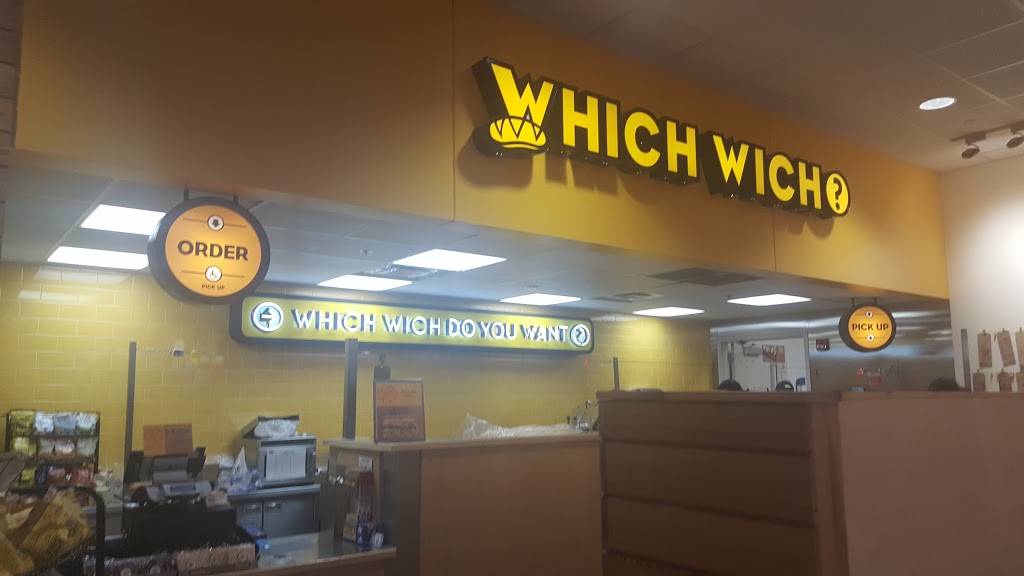 WHICH WICH?
ORDER
PICK UP
WHICH WICH DO YOU WANT?
PICK UP